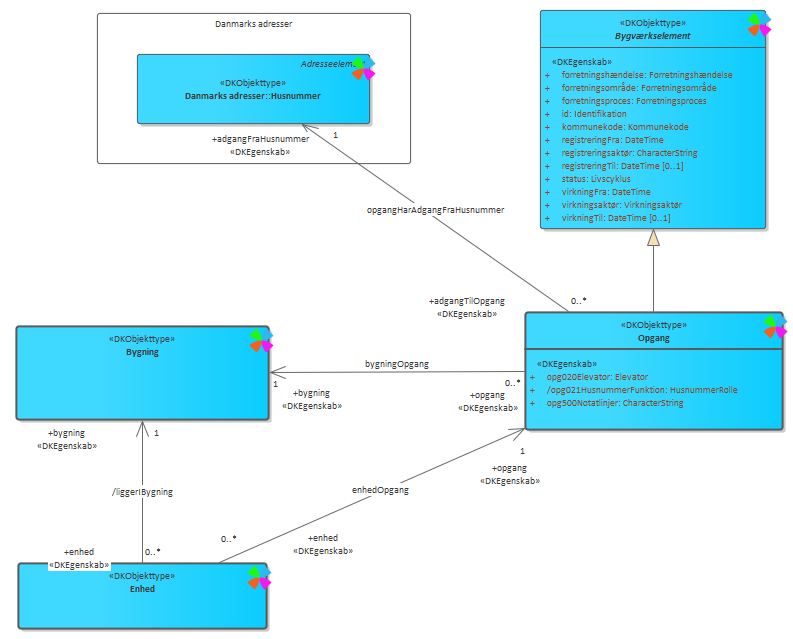 Danmarks adresser
Adresseelement
«DKObjekttype»
Danmarks adresser::Husnummer
+adgangFraHusnummer
1
«DKEgenskab»
opgangHarAdgangFraHusnummer
«DKObjekttype»
Bygværkselement
«DKEgenskab»
+ forretningshændelse: Forretningshændelse
+ forretningsområde: Forretningsområde
+ forretningsproces: Forretningsproces
+ id: Identifikation
+ kommunekode: Kommunekode
+ registreringFra: DateTime
+ registreringsaktør: CharacterString
+ registreringTil: DateTime [0..1]
+ status: Livscyklus
+ virkningFra: DateTime
+ virkningsaktør: Virkningsaktør
+ virkningTil: DateTime [0..1]
+adgangTilOpgang
0..*
«DKEgenskab»
«DKObjekttype»
Opgang
«DKEgenskab»
+ opg020Elevator: Elevator
+ /opg021HusnummerFunktion: HusnummerRolle
+ opg500Notatlinjer: CharacterString
«DKObjekttype»
Bygning
bygningOpgang
1
+bygning
«DKEgenskab»
0..*
+opgang
«DKEgenskab»
+bygning
1
«DKEgenskab»
1
+opgang
«DKEgenskab»
/liggerIBygning
enhedOpgang
0..*
+enhed
«DKEgenskab»
+enhed
0..*
«DKEgenskab»
«DKObjekttype»
Enhed